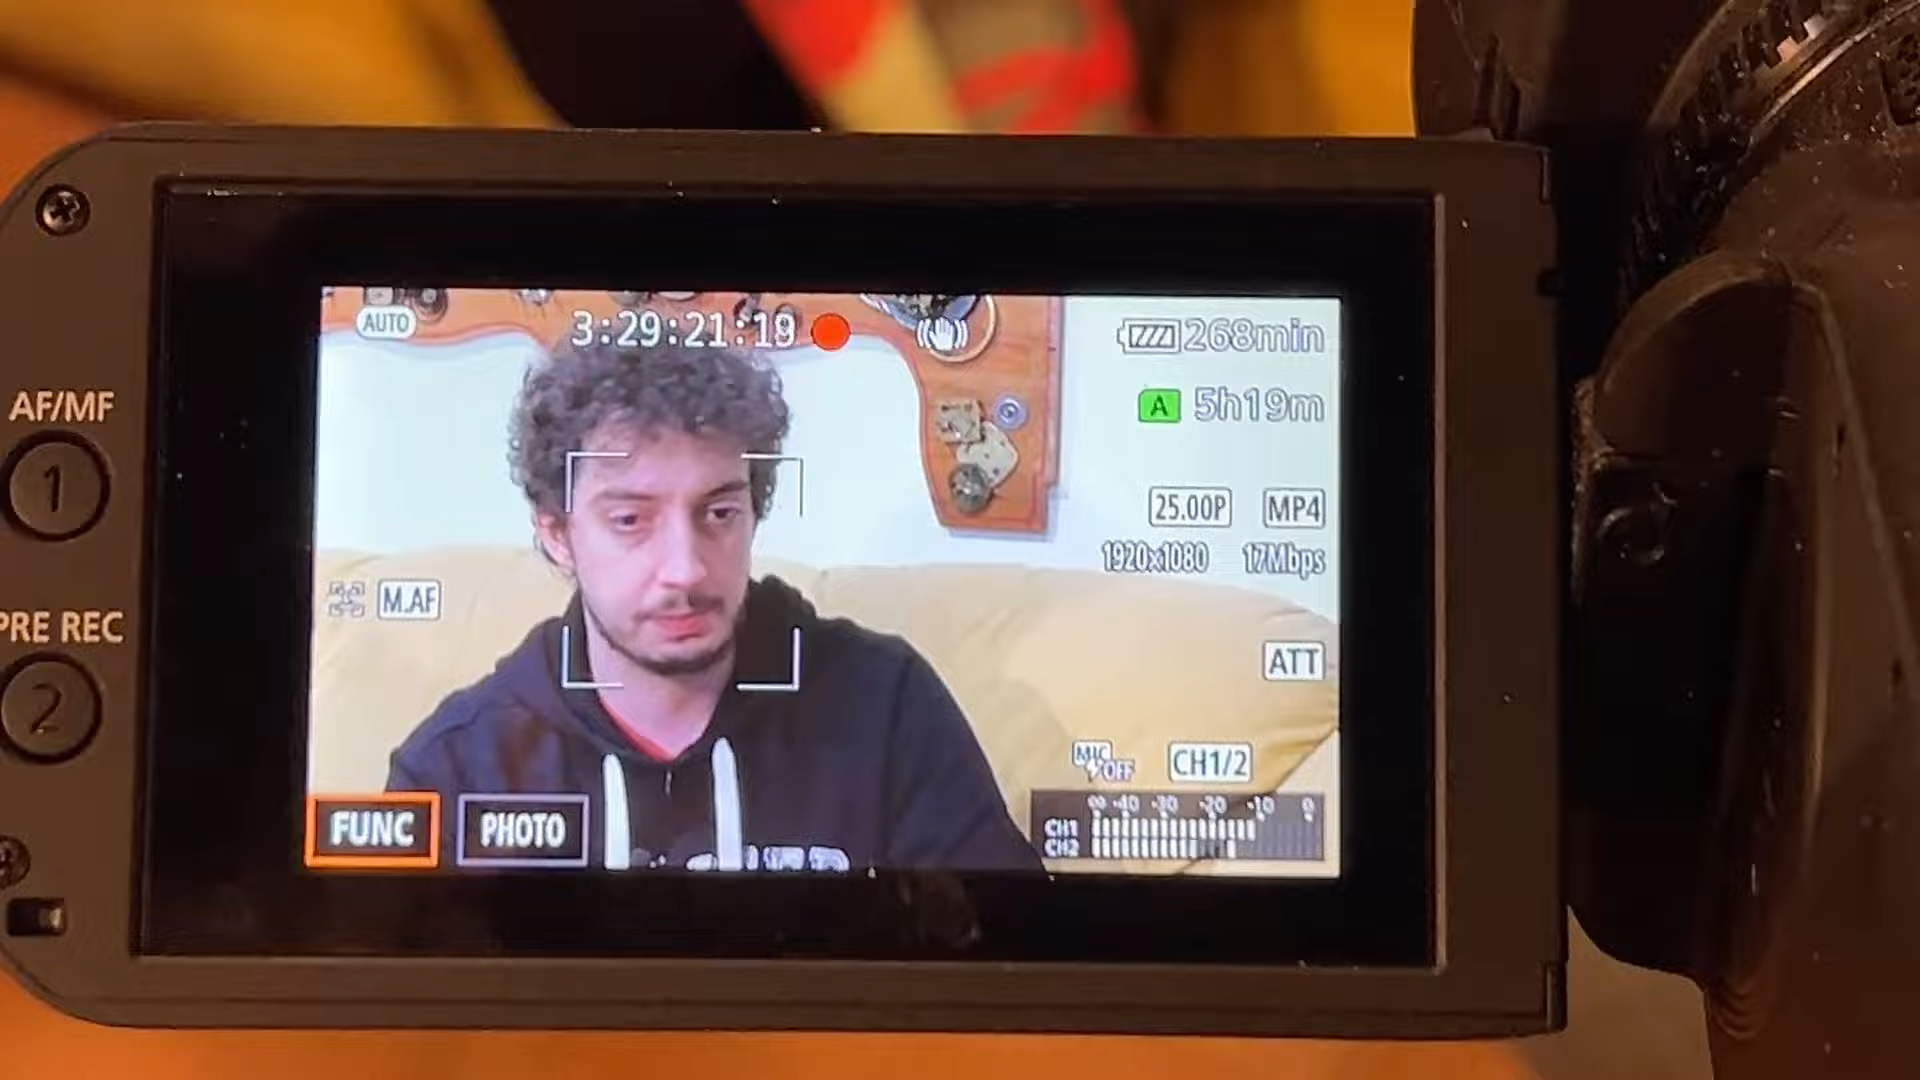 AUTO
3:29:21:19
268min
A 5h19m
AF/MF
1
25.00P MP4
1920x1080 17Mbps
M.AF
PRE REC
2
ATT
MIC OFF CH1/2
FUNC PHOTO
∞ -40 -30 -20 -10 0
CH1
CH2